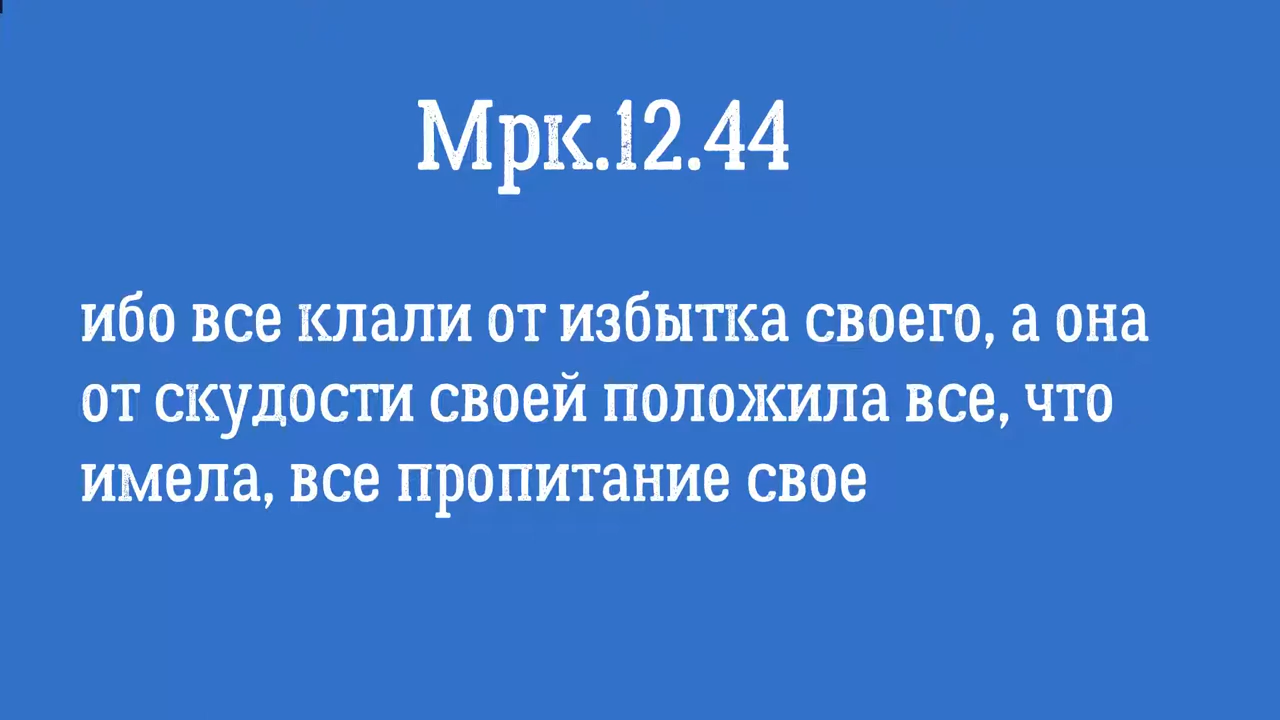 Мрк.12.44
ибо все клали от избытка своего, а она
от скудости своей положила все, что
имела, все пропитание свое